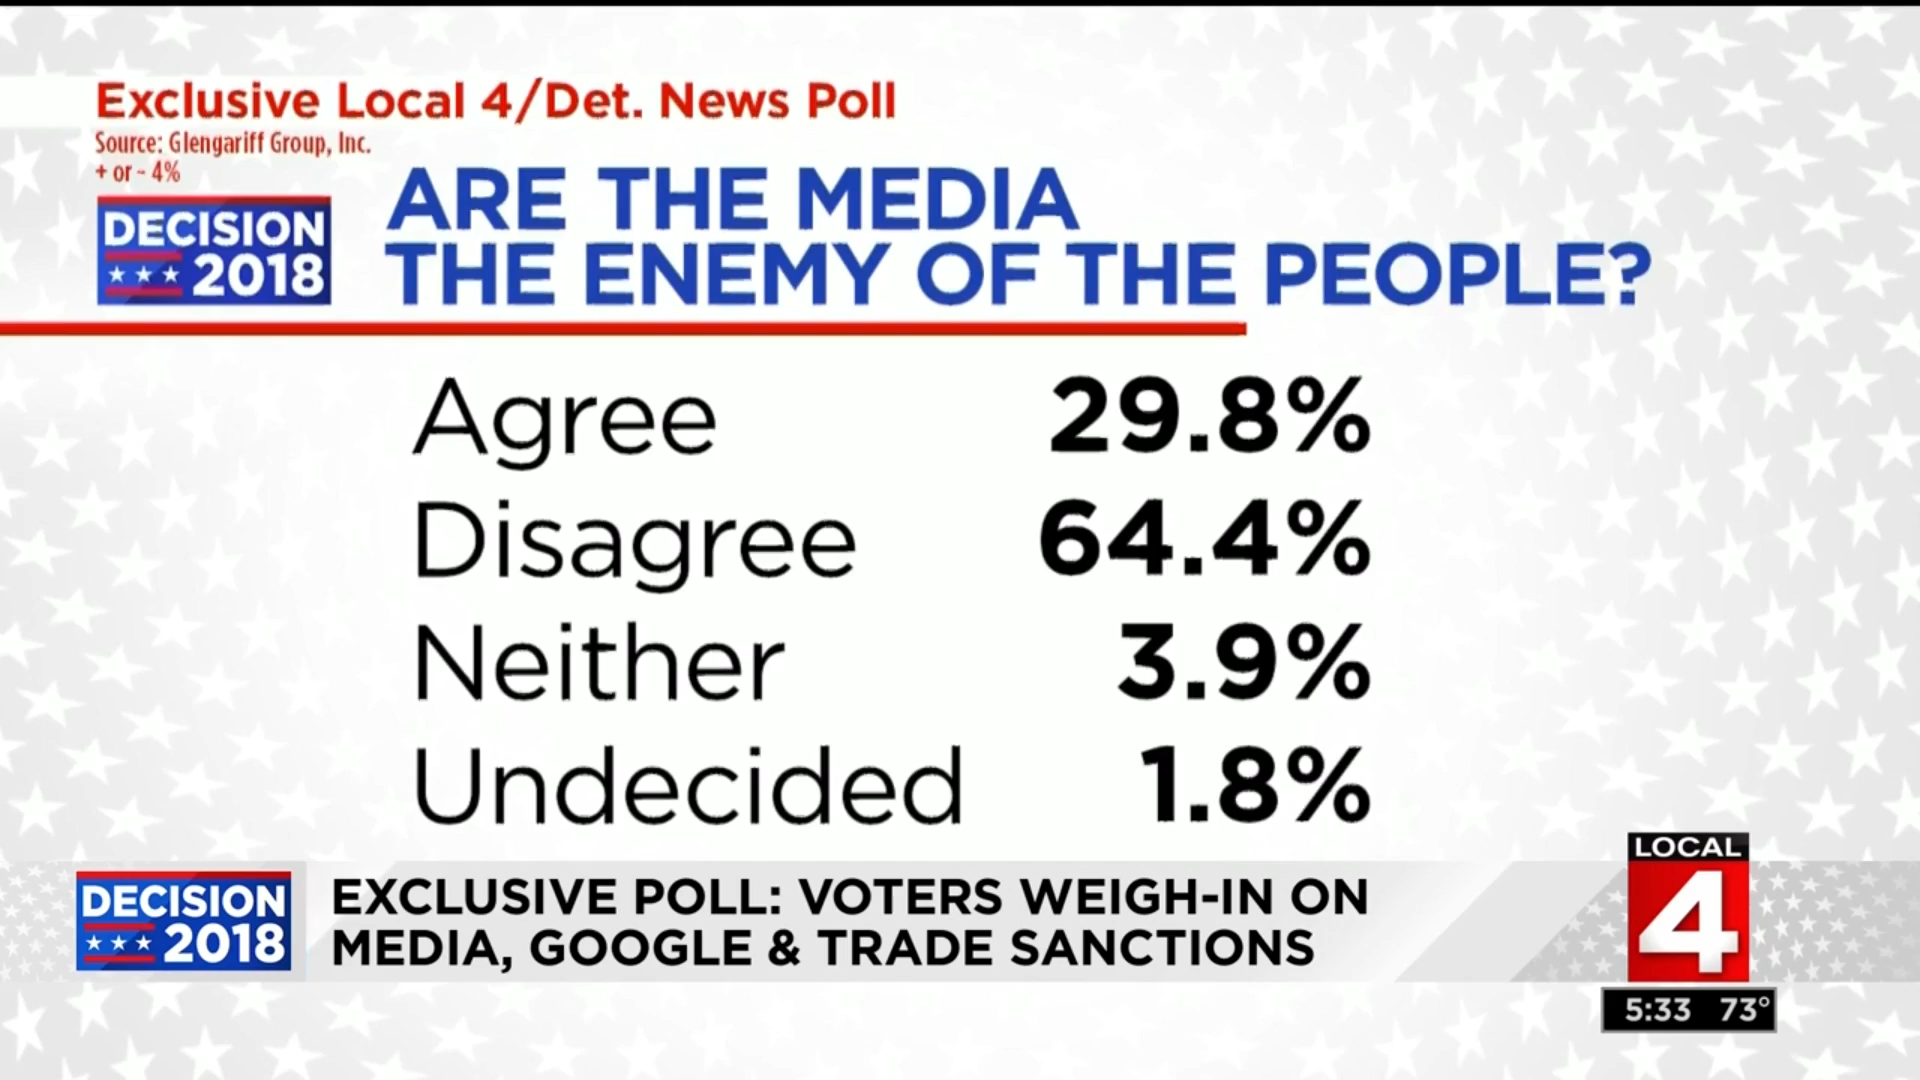 Exclusive Local 4/Det. News Poll
Source: Glengariff Group, Inc.
+ or - 4%
DECISION
2018
ARE THE MEDIA
THE ENEMY OF THE PEOPLE?
Agree 29.8%
Disagree 64.4%
Neither 3.9%
Undecided 1.8%
DECISION
2018
EXCLUSIVE POLL: VOTERS WEIGH-IN ON
MEDIA, GOOGLE & TRADE SANCTIONS
LOCAL
4
5:33 73°